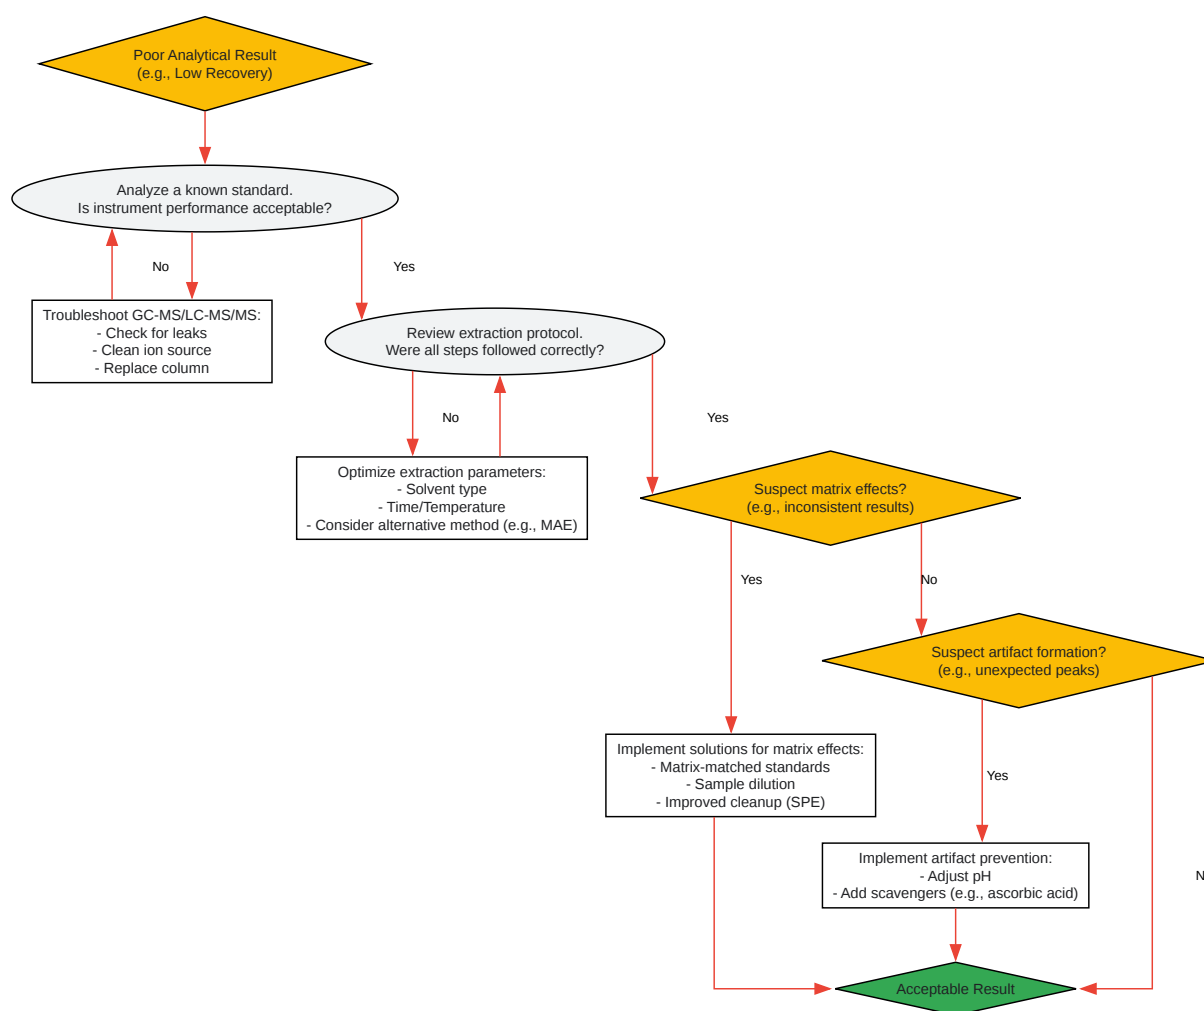 Poor Analytical Result
(e.g., Low Recovery)
Analyze a known standard.
Is instrument performance acceptable?
No
Yes
Troubleshoot GC-MS/LC-MS/MS:
- Check for leaks
- Clean ion source
- Replace column
Review extraction protocol.
Were all steps followed correctly?
No
Yes
Optimize extraction parameters:
- Solvent type
- Time/Temperature
- Consider alternative method (e.g., MAE)
Suspect matrix effects?
(e.g., inconsistent results)
Yes
No
Suspect artifact formation?
(e.g., unexpected peaks)
Implement solutions for matrix effects:
- Matrix-matched standards
- Sample dilution
- Improved cleanup (SPE)
Yes
Implement artifact prevention:
- Adjust pH
- Add scavengers (e.g., ascorbic acid)
Acceptable Result